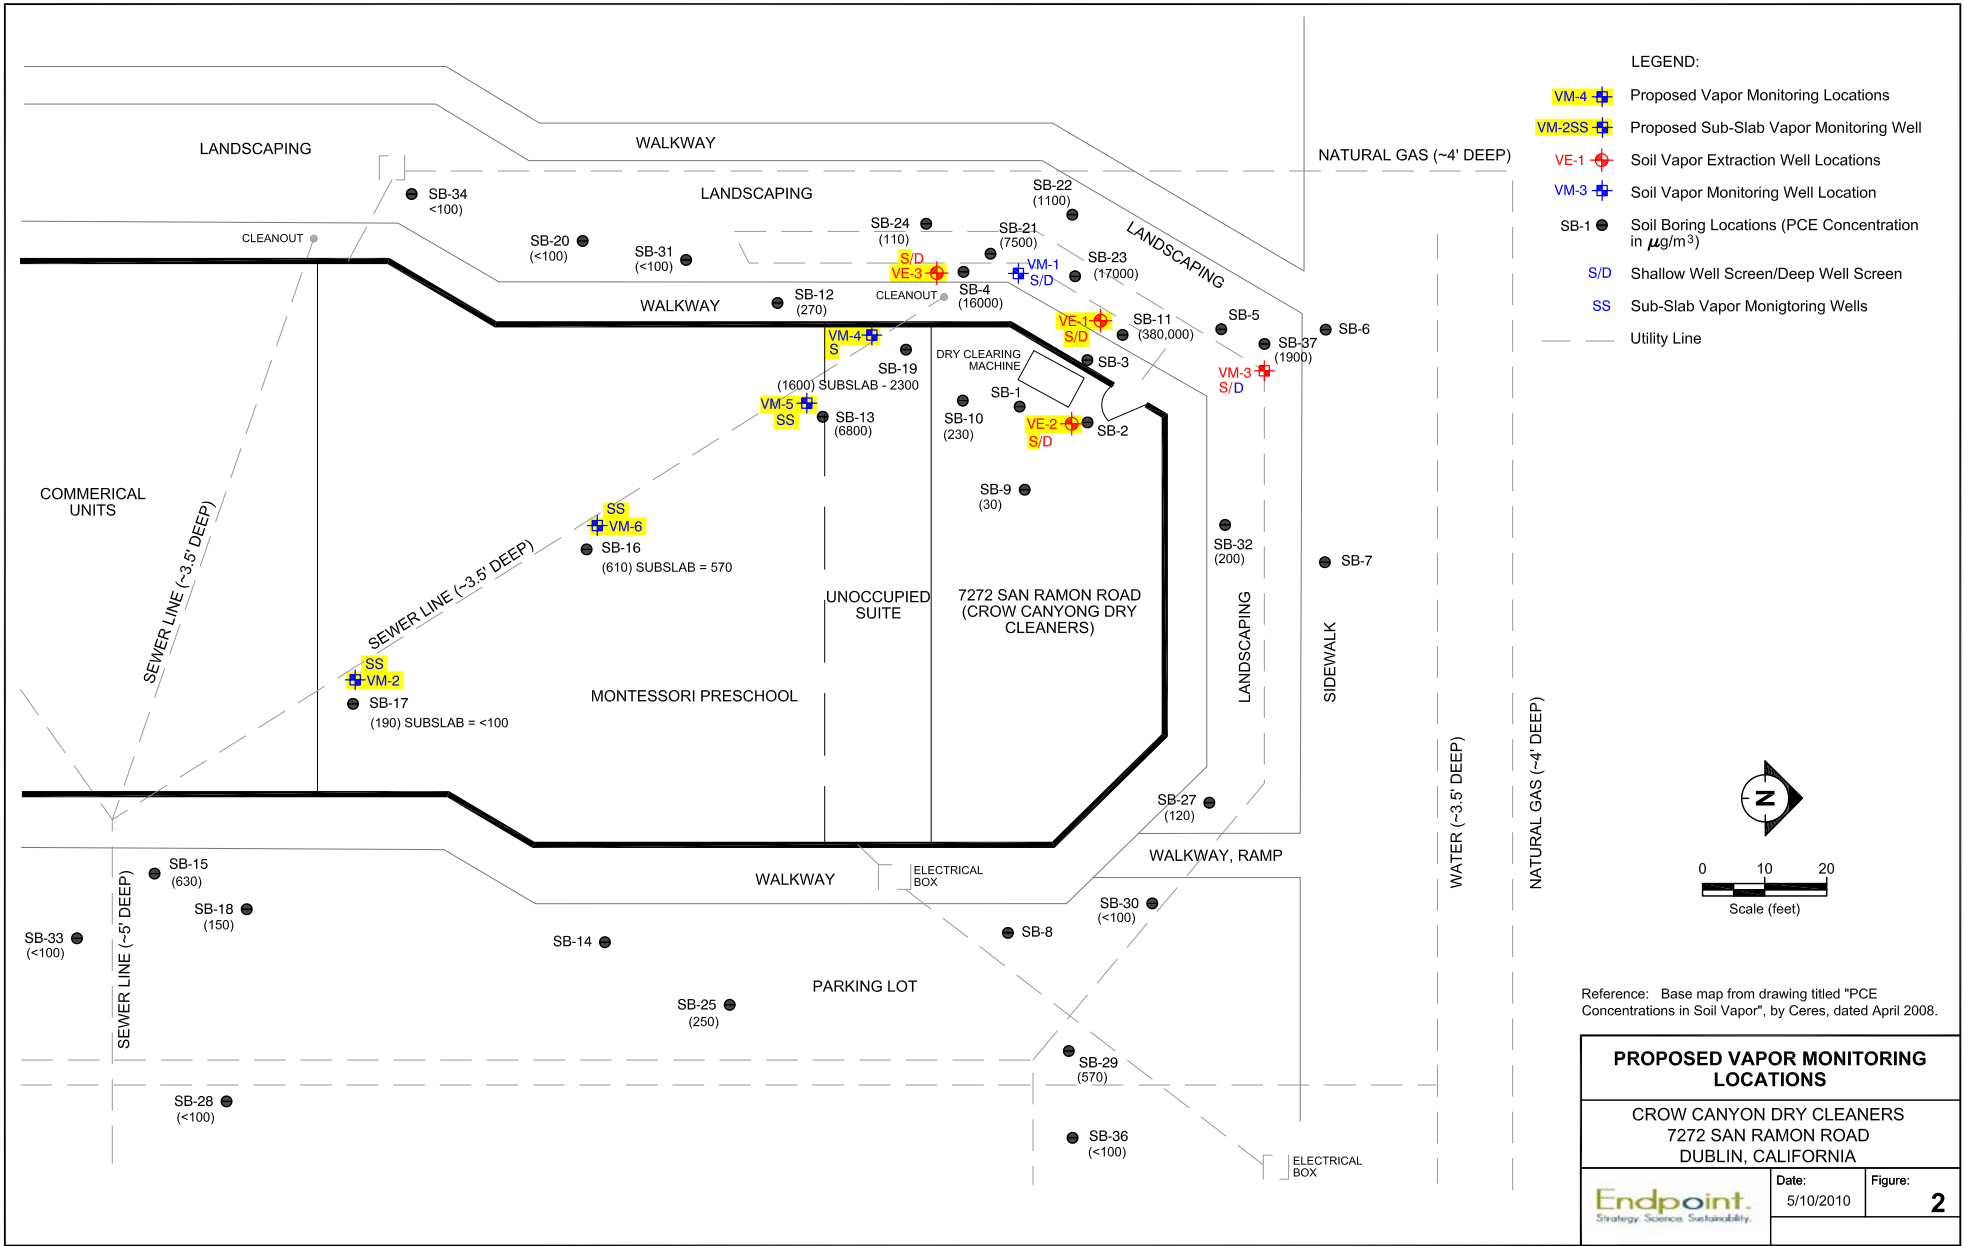 LEGEND:
VM-4 Proposed Vapor Monitoring Locations
VM-2SS Proposed Sub-Slab Vapor Monitoring Well
VE-1 Soil Vapor Extraction Well Locations
VM-3 Soil Vapor Monitoring Well Location
SB-1 Soil Boring Locations (PCE Concentration
in µg/m³)
S/D Shallow Well Screen/Deep Well Screen
SS Sub-Slab Vapor Monigtoring Wells
Utility Line
WALKWAY
LANDSCAPING
NATURAL GAS (~4' DEEP)
LANDSCAPING
SB-34
<100)
SB-22
(1100)
SB-24
(110)
SB-21
(7500)
LANDSCAPING
CLEANOUT
SB-20
(<100)
SB-31
(<100)
S/D
VE-3
VM-1
S/D
SB-23
(17000)
SB-4
(16000)
CLEANOUT
SB-12
(270)
WALKWAY
VE-1
S/D
SB-11
(380,000)
SB-5
SB-6
SB-37
(1900)
VM-3
S/D
VM-4
S
SB-19
(1600) SUBSLAB - 2300
DRY CLEARING
MACHINE
SB-3
SB-1
VM-5
SS
SB-13
(6800)
SB-10
(230)
VE-2
S/D
SB-2
SB-9
(30)
COMMERICAL
UNITS
SEWER LINE (~3.5' DEEP)
SEWER LINE (~3.5' DEEP)
SS
VM-6
SB-16
(610) SUBSLAB = 570
SB-32
(200)
SB-7
UNOCCUPIED
SUITE
7272 SAN RAMON ROAD
(CROW CANYONG DRY
CLEANERS)
LANDSCAPING
SIDEWALK
SS
VM-2
SB-17
(190) SUBSLAB = <100
MONTESSORI PRESCHOOL
WATER (~3.5' DEEP)
NATURAL GAS (~4' DEEP)
N
SB-27
(120)
WALKWAY, RAMP
SB-15
(630)
SB-18
(150)
SB-33
(<100)
SEWER LINE (~5' DEEP)
WALKWAY
ELECTRICAL
BOX
SB-30
(<100)
SB-14
SB-8
PARKING LOT
SB-25
(250)
SB-29
(570)
SB-28
(<100)
SB-36
(<100)
ELECTRICAL
BOX
0 10 20
Scale (feet)
Reference: Base map from drawing titled "PCE
Concentrations in Soil Vapor", by Ceres, dated April 2008.
PROPOSED VAPOR MONITORING
LOCATIONS
CROW CANYON DRY CLEANERS
7272 SAN RAMON ROAD
DUBLIN, CALIFORNIA
Endpoint.
Strategy. Science. Sustainability.
Date:
5/10/2010
Figure:
2